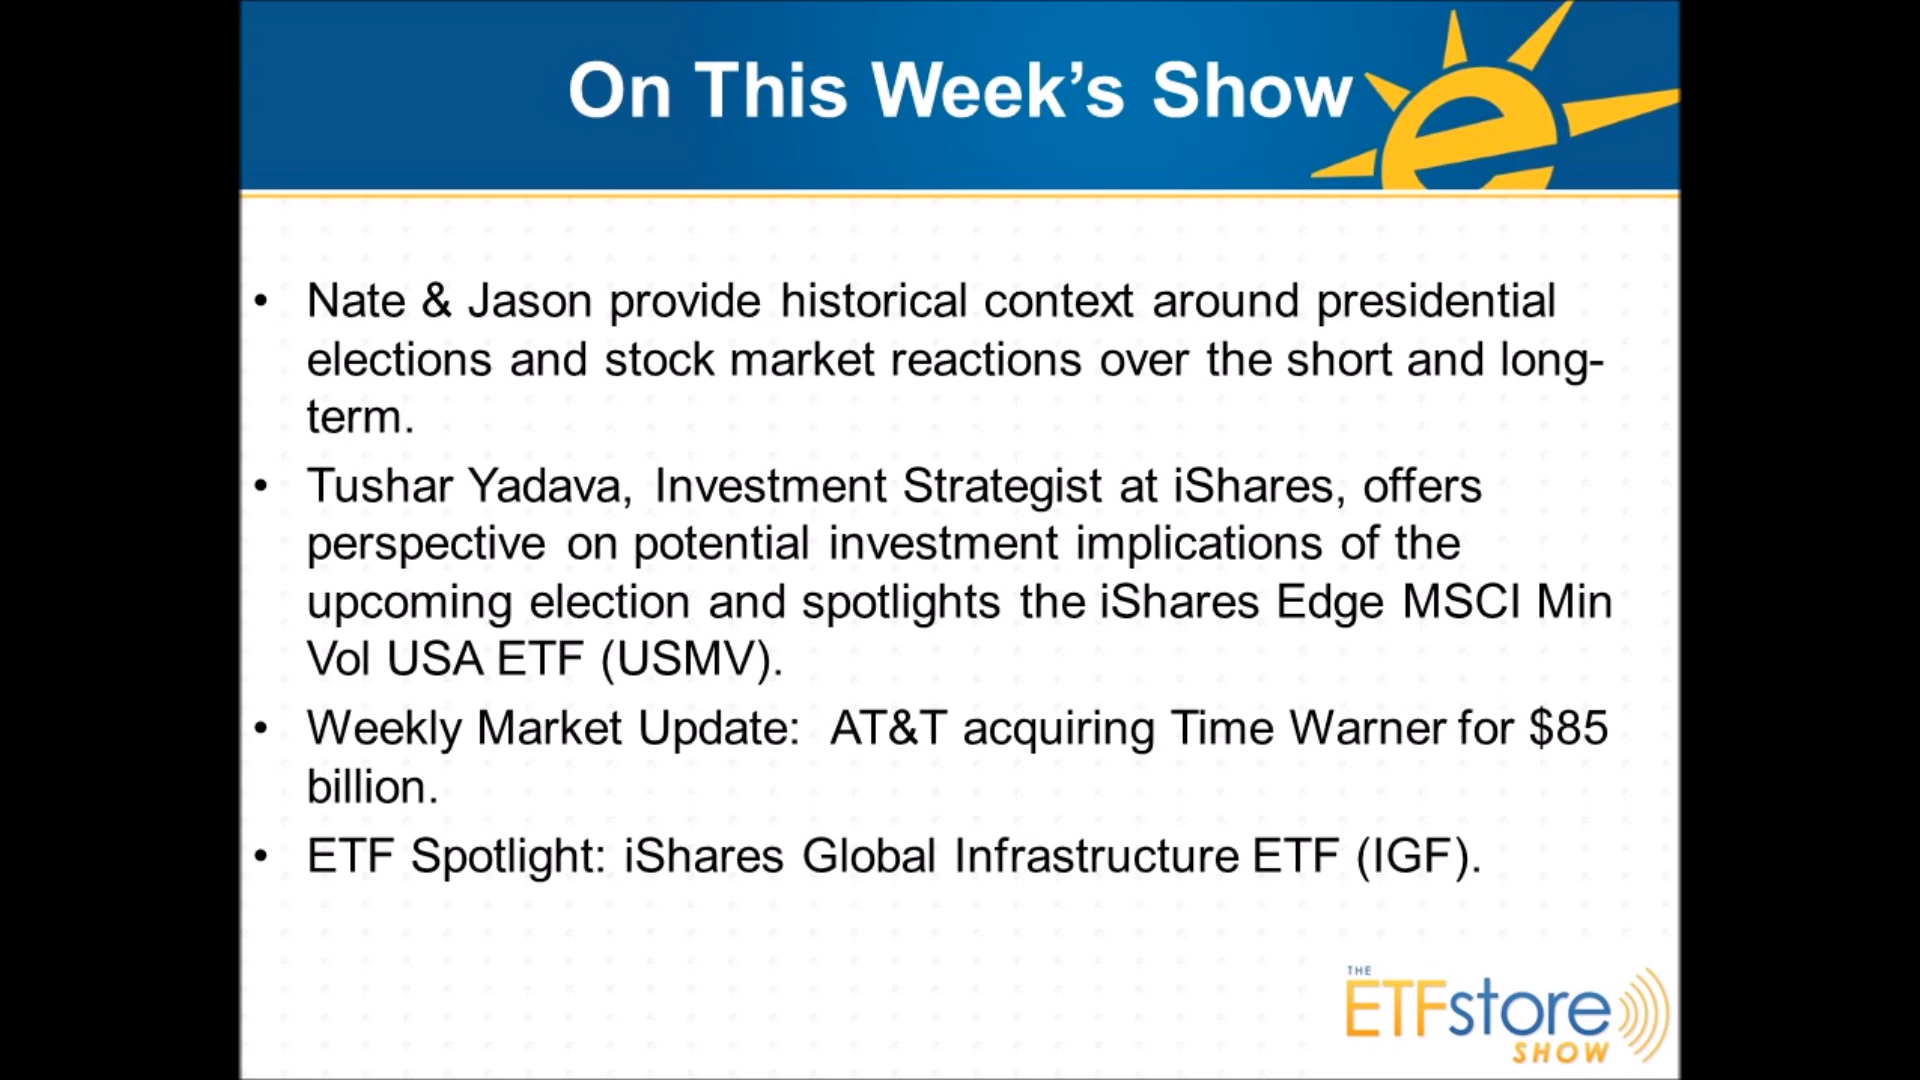 On This Week’s Show
• Nate & Jason provide historical context around presidential
elections and stock market reactions over the short and long-
term.
• Tushar Yadava, Investment Strategist at iShares, offers
perspective on potential investment implications of the
upcoming election and spotlights the iShares Edge MSCI Min
Vol USA ETF (USMV).
• Weekly Market Update:  AT&T acquiring Time Warner for $85
billion.
• ETF Spotlight: iShares Global Infrastructure ETF (IGF).
THE
ETFstore
SHOW